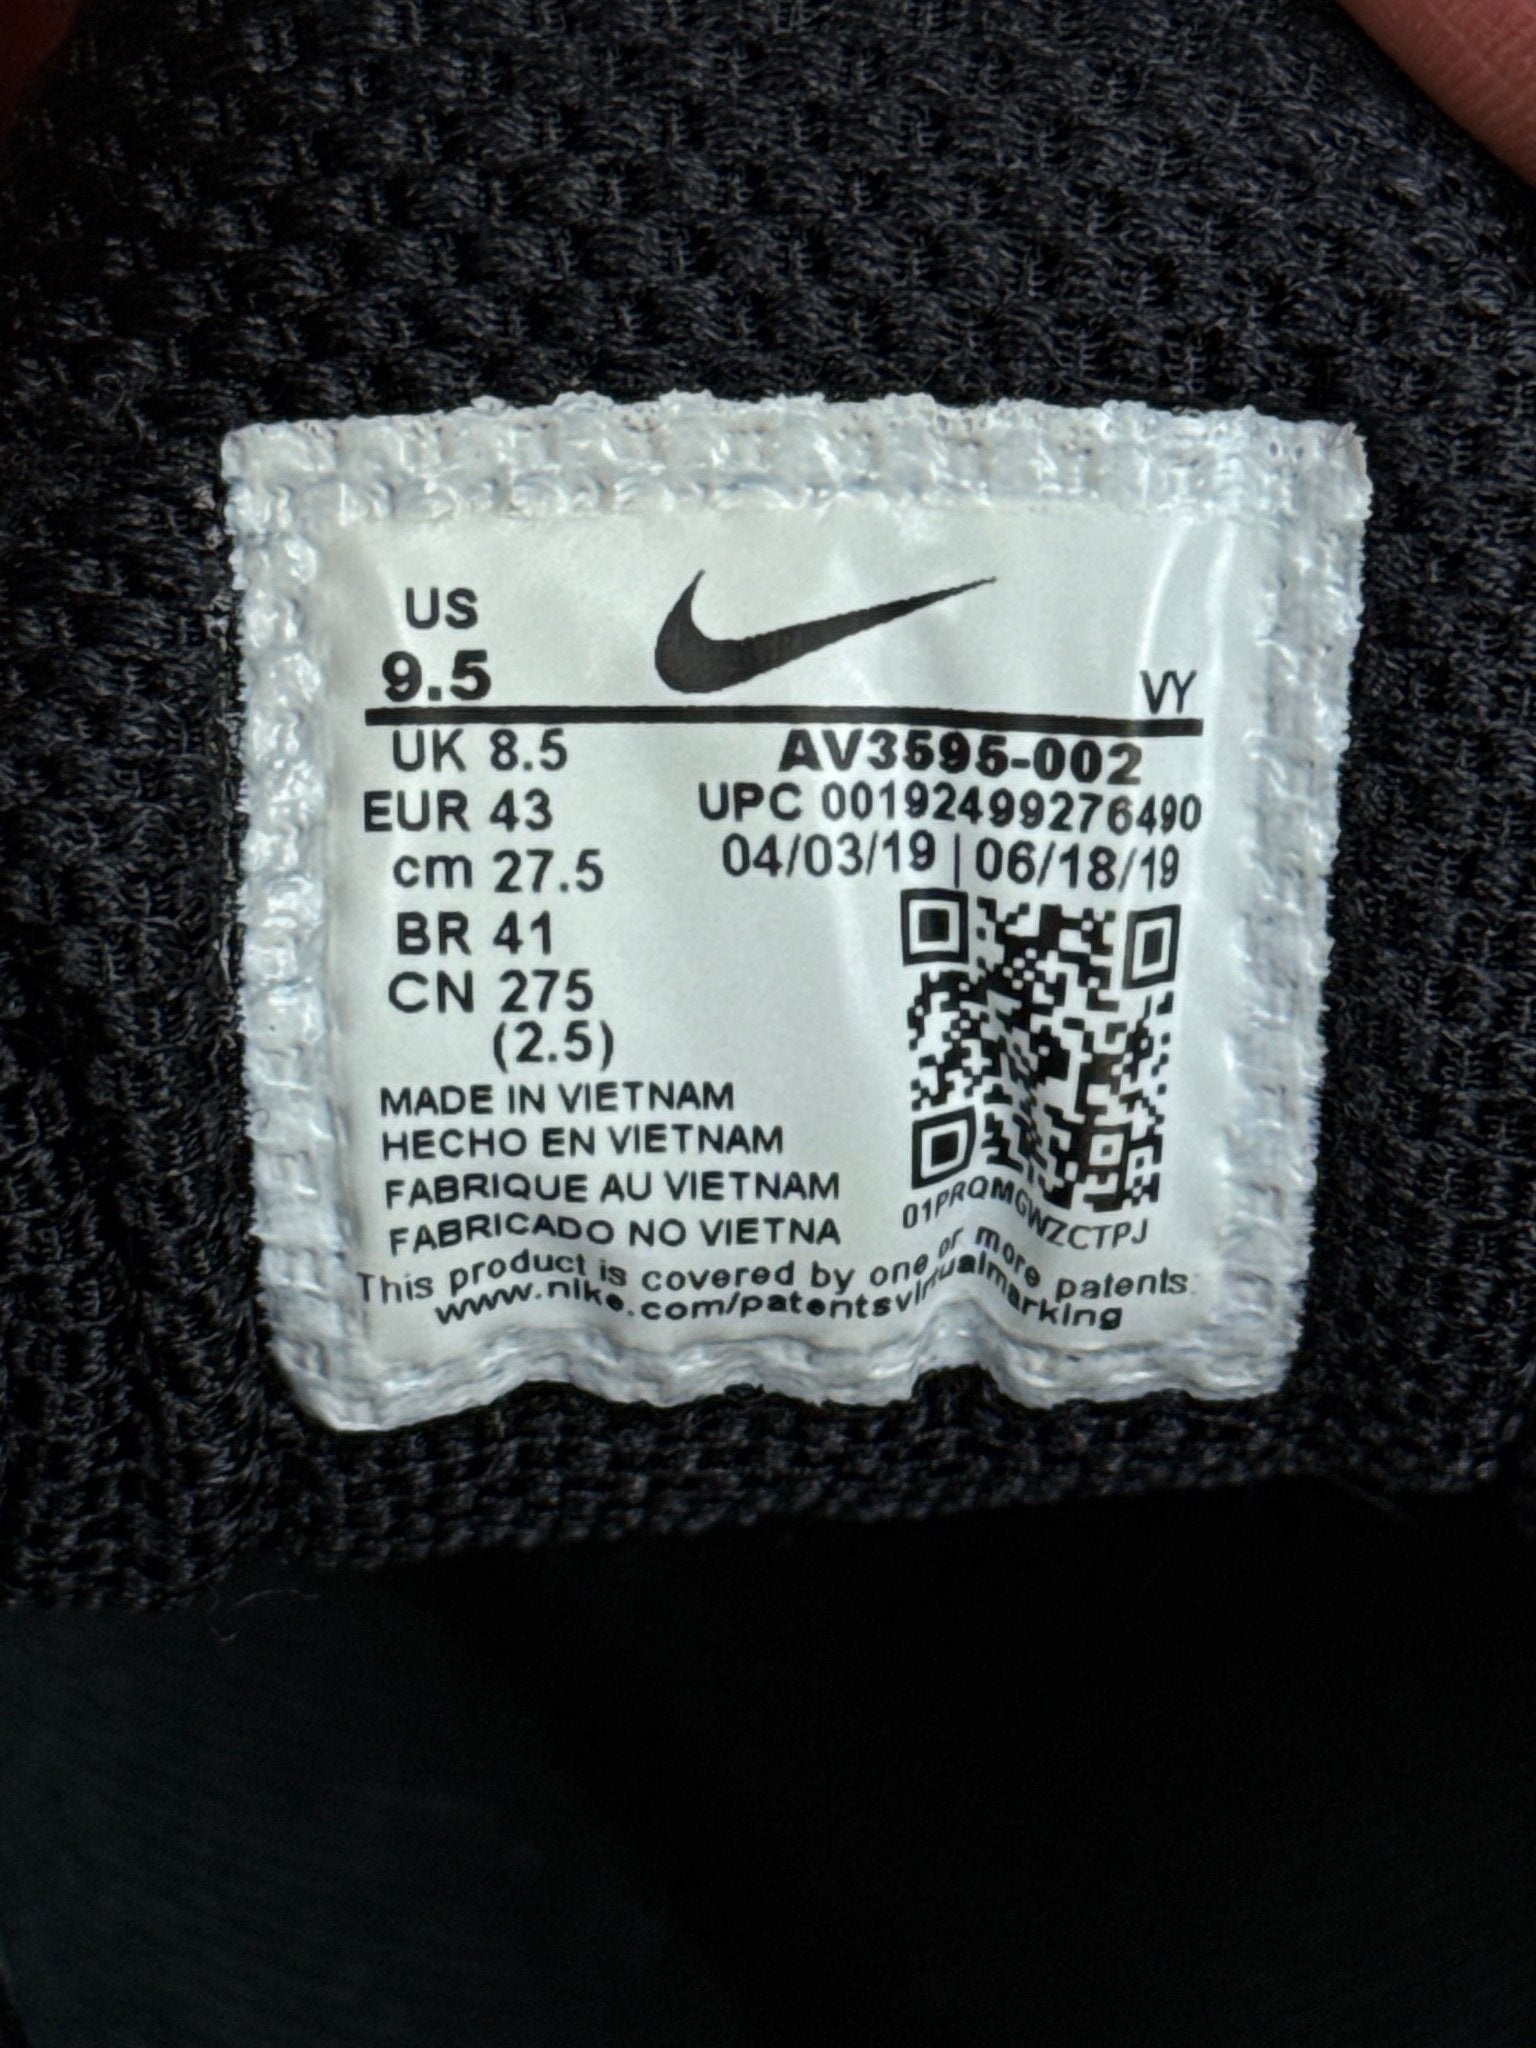 US
9.5
VY
UK 8.5
EUR 43
cm 27.5
BR 41
CN 275
(2.5)
AV3595-002
UPC 00192499276490
04/03/19 | 06/18/19
01PRQMGWZCTPJ
MADE IN VIETNAM
HECHO EN VIETNAM
FABRIQUE AU VIETNAM
FABRICADO NO VIETNA
This product is covered by one or more patents.
www.nike.com/patentsvirtualmarking